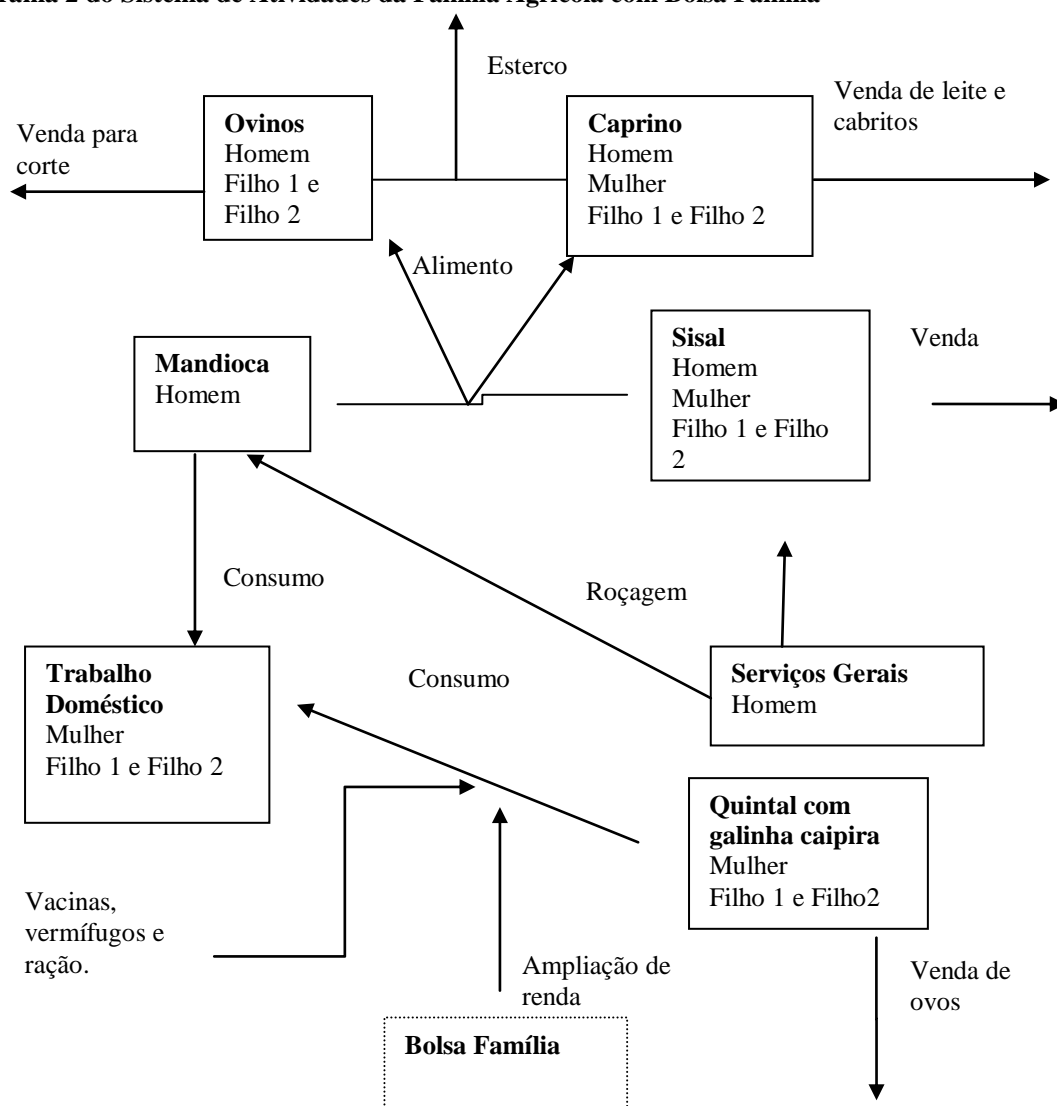 do Sistema de Atividades da Família Agrícola com Bolsa Família
Esterco
Venda de leite e
cabritos
Venda para
corte
Ovinos
Homem
Filho 1 e
Filho 2
Caprino
Homem
Mulher
Filho 1 e Filho 2
Alimento
Mandioca
Homem
Sisal
Homem
Mulher
Filho 1 e Filho
2
Venda
Consumo
Roçagem
Trabalho
Doméstico
Mulher
Filho 1 e Filho 2
Consumo
Serviços Gerais
Homem
Quintal com
galinha caipira
Mulher
Filho 1 e Filho2
Vacinas,
vermífugos e
ração.
Ampliação de
renda
Venda de
ovos
Bolsa Família